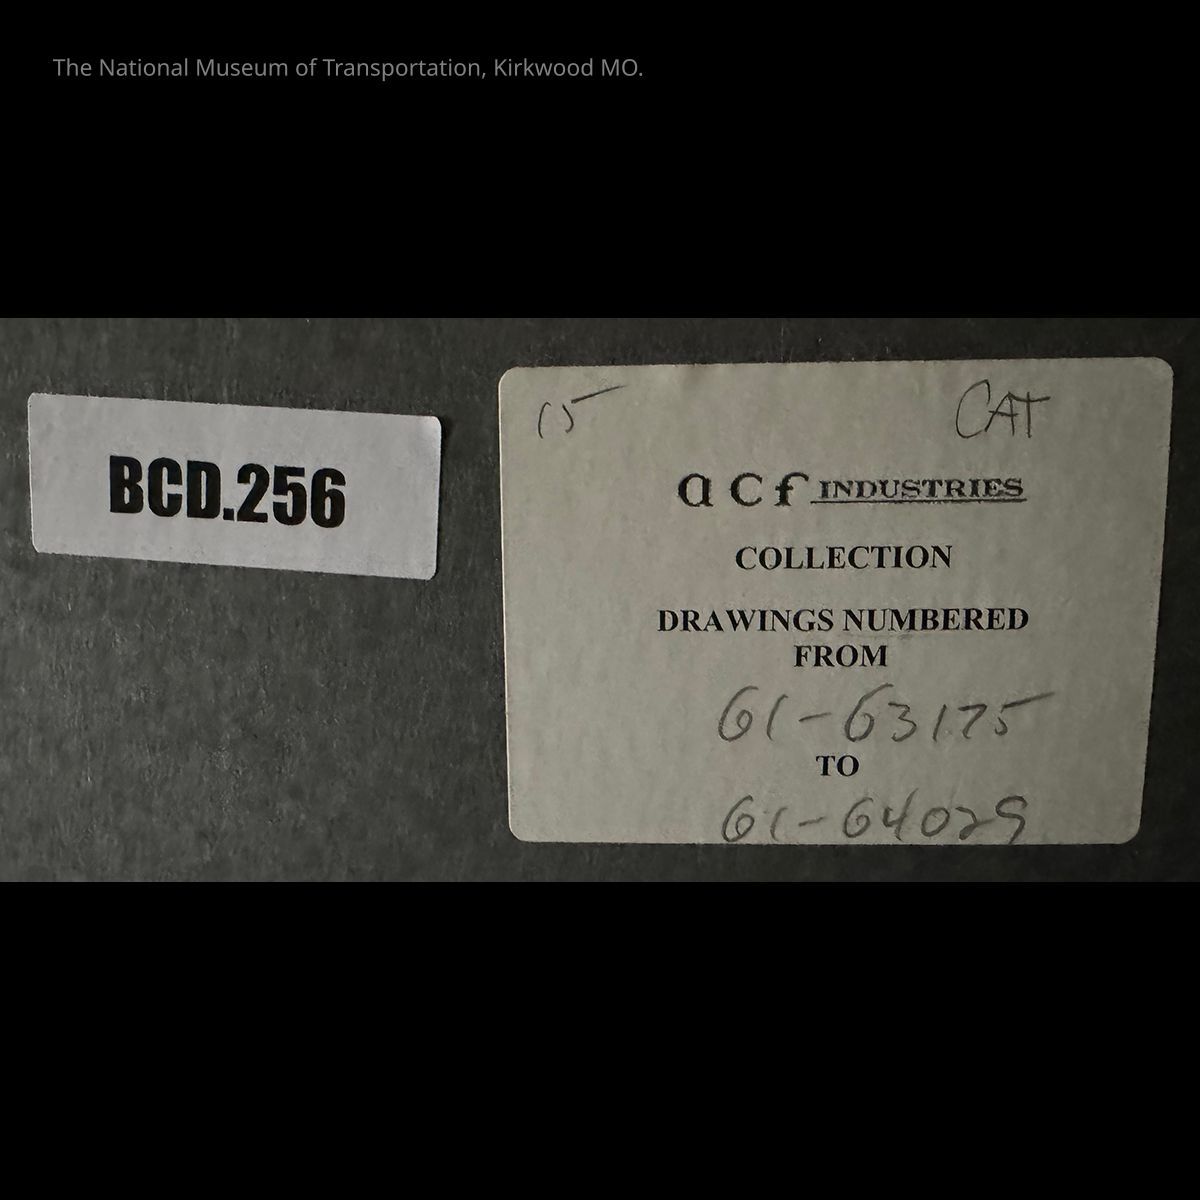 The National Museum of Transportation, Kirkwood MO.
BCD.256
15
CAT
a c f INDUSTRIES
COLLECTION
DRAWINGS NUMBERED
FROM
61-63175
TO
61-64029